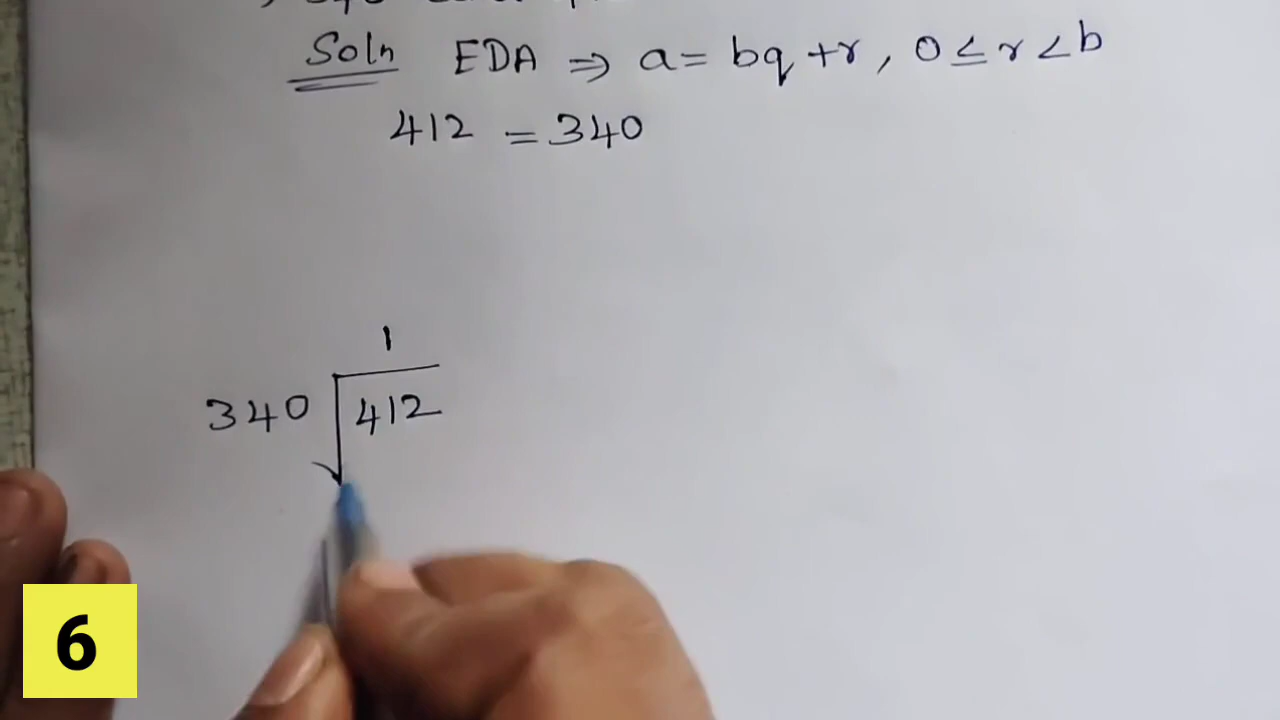 Soln EDA ⇒ a = bq + r, 0 ≤ r < b
412 = 340
1
340 412
6